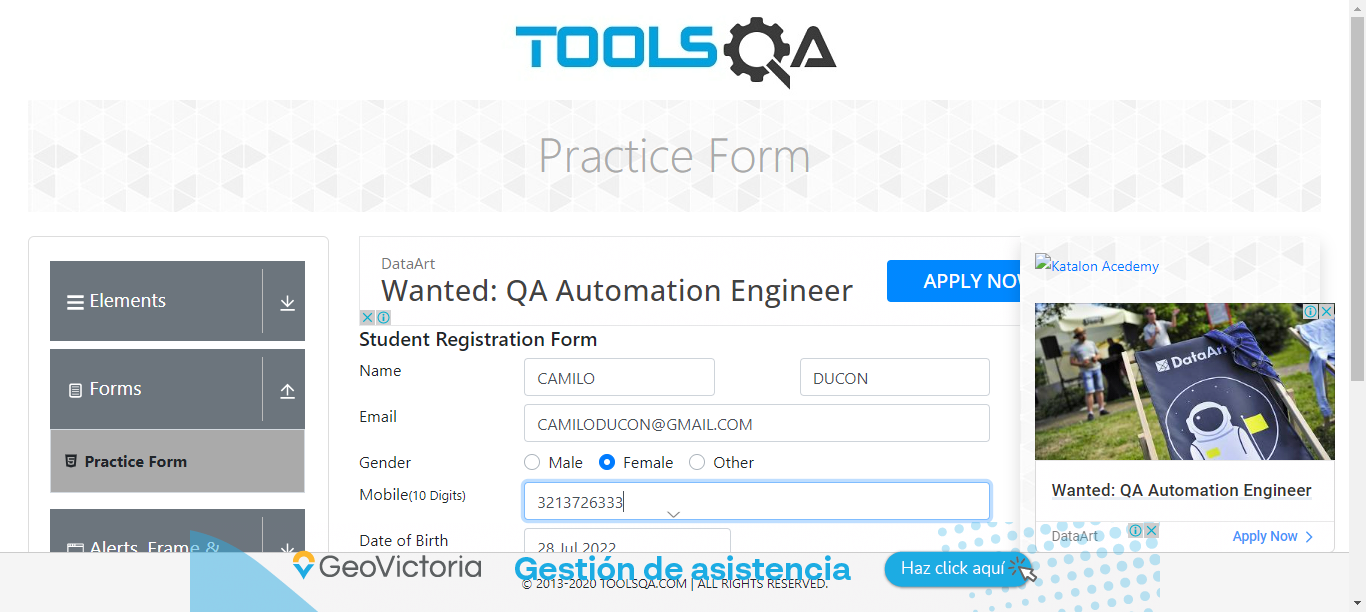 TOOLSQA
Practice Form
Elements
Forms
Practice Form
Alerts, Frame &
DataArt
Wanted: QA Automation Engineer
APPLY NOW
Student Registration Form
Name
CAMILO
DUCON
Email
CAMILODUCON@GMAIL.COM
Gender
Male
Female
Other
Mobile(10 Digits)
3213726333
Date of Birth
28 Jul 2022
Katalon Acedemy
DataArt
Wanted: QA Automation Engineer
DataArt
Apply Now
GeoVictoria
Gestión de asistencia
Haz click aquí
© 2013-2020 TOOLSQA.COM | ALL RIGHTS RESERVED.